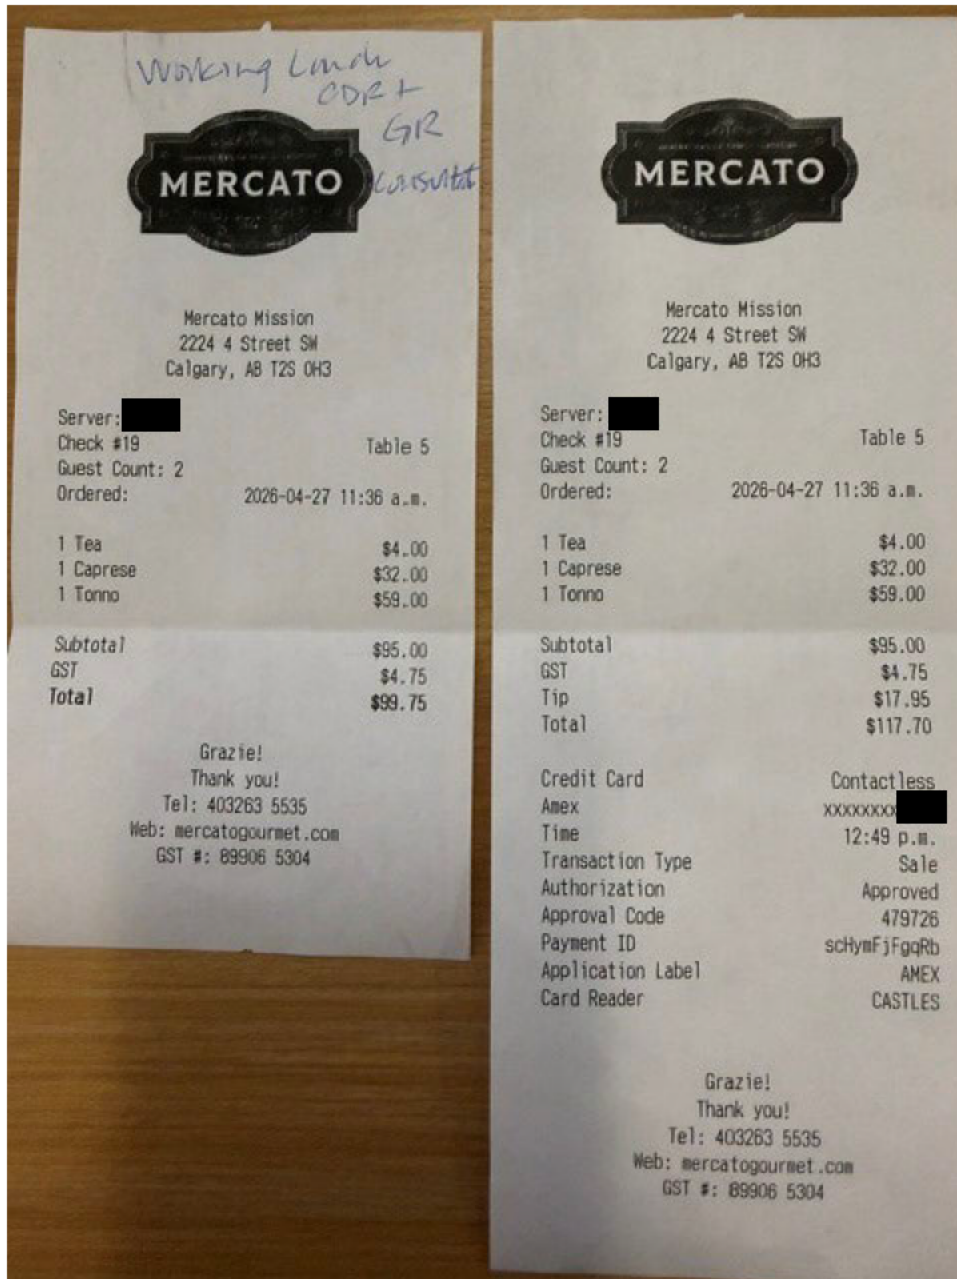 Working Lunch
CDR +
GR
Consultant
MERCATO
Mercato Mission
2224 4 Street SW
Calgary, AB T2S 0H3
Server:
Check #19 Table 5
Guest Count: 2
Ordered: 2026-04-27 11:36 a.m.
1 Tea $4.00
1 Caprese $32.00
1 Tonno $59.00
Subtotal $95.00
GST $4.75
Total $99.75
Grazie!
Thank you!
Tel: 403263 5535
Web: mercatogourmet.com
GST #: 89906 5304
MERCATO
Mercato Mission
2224 4 Street SW
Calgary, AB T2S 0H3
Server:
Check #19 Table 5
Guest Count: 2
Ordered: 2026-04-27 11:36 a.m.
1 Tea $4.00
1 Caprese $32.00
1 Tonno $59.00
Subtotal $95.00
GST $4.75
Tip $17.95
Total $117.70
Credit Card Contactless
Amex xxxxxxxx
Time 12:49 p.m.
Transaction Type Sale
Authorization Approved
Approval Code 479726
Payment ID scHymFjFgqRb
Application Label AMEX
Card Reader CASTLES
Grazie!
Thank you!
Tel: 403263 5535
Web: mercatogourmet.com
GST #: 89906 5304